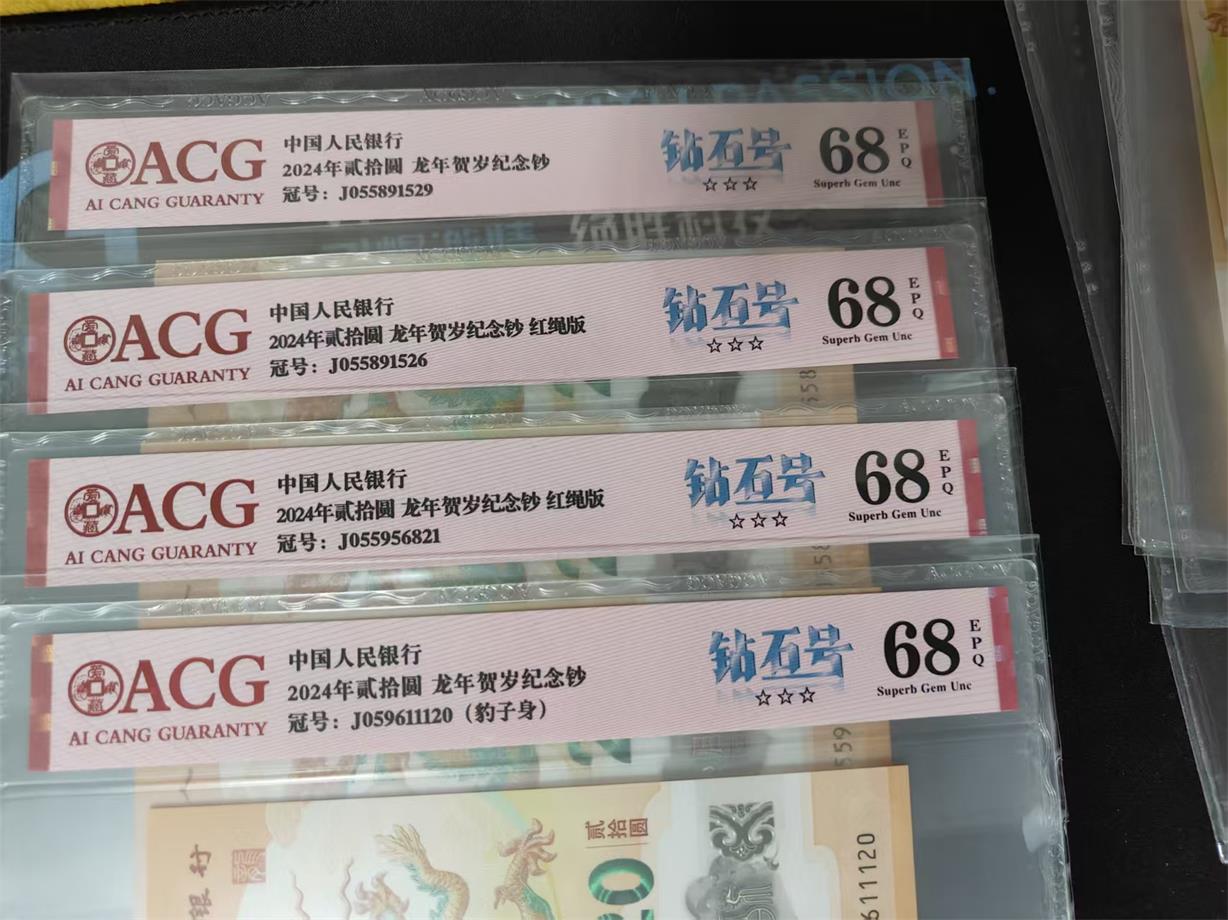 WITH PASSION.
ACG
AI CANG GUARANTY
中国人民银行
2024年贰拾圆 龙年贺岁纪念钞
冠号：J055891529
钻石号
☆☆☆
68
EPQ
Superb Gem Unc
ACG
AI CANG GUARANTY
中国人民银行
2024年贰拾圆 龙年贺岁纪念钞 红绳版
冠号：J055891526
钻石号
☆☆☆
68
EPQ
Superb Gem Unc
ACG
AI CANG GUARANTY
中国人民银行
2024年贰拾圆 龙年贺岁纪念钞 红绳版
冠号：J055956821
钻石号
☆☆☆
68
EPQ
Superb Gem Unc
ACG
AI CANG GUARANTY
中国人民银行
2024年贰拾圆 龙年贺岁纪念钞
冠号：J059611120（豹子身）
钻石号
☆☆☆
68
EPQ
Superb Gem Unc
银行
贰拾圆
20
611120